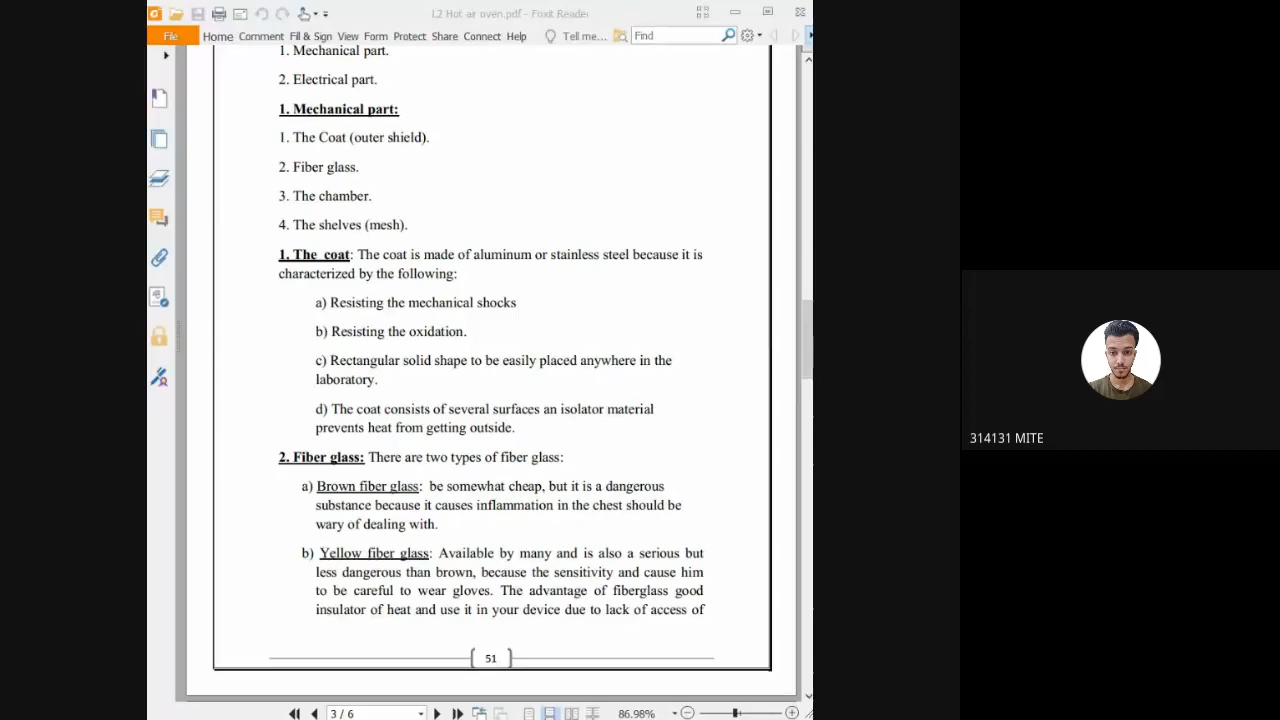 L2 Hot ar oven.pdf - Foxit Reader
File Home Comment Fill & Sign View Form Protect Share Connect Help Tell me... Find
1. Mechanical part.
2. Electrical part.
1. Mechanical part:
1. The Coat (outer shield).
2. Fiber glass.
3. The chamber.
4. The shelves (mesh).
1. The coat: The coat is made of aluminum or stainless steel because it is
characterized by the following:
a) Resisting the mechanical shocks
b) Resisting the oxidation.
c) Rectangular solid shape to be easily placed anywhere in the
laboratory.
d) The coat consists of several surfaces an isolator material
prevents heat from getting outside.
2. Fiber glass: There are two types of fiber glass:
a) Brown fiber glass: be somewhat cheap, but it is a dangerous
substance because it causes inflammation in the chest should be
wary of dealing with.
b) Yellow fiber glass: Available by many and is also a serious but
less dangerous than brown, because the sensitivity and cause him
to be careful to wear gloves. The advantage of fiberglass good
insulator of heat and use it in your device due to lack of access of
51
3 / 6 86.98%
314131 MITE